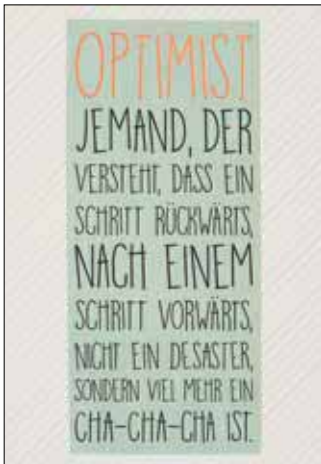 OPTIMIST
JEMAND, DER
VERSTEHT, DASS EIN
SCHRITT RÜCKWÄRTS,
NACH EINEM
SCHRITT VORWÄRTS,
NICHT EIN DESASTER,
SONDERN VIEL MEHR EIN
CHA-CHA-CHA IST.